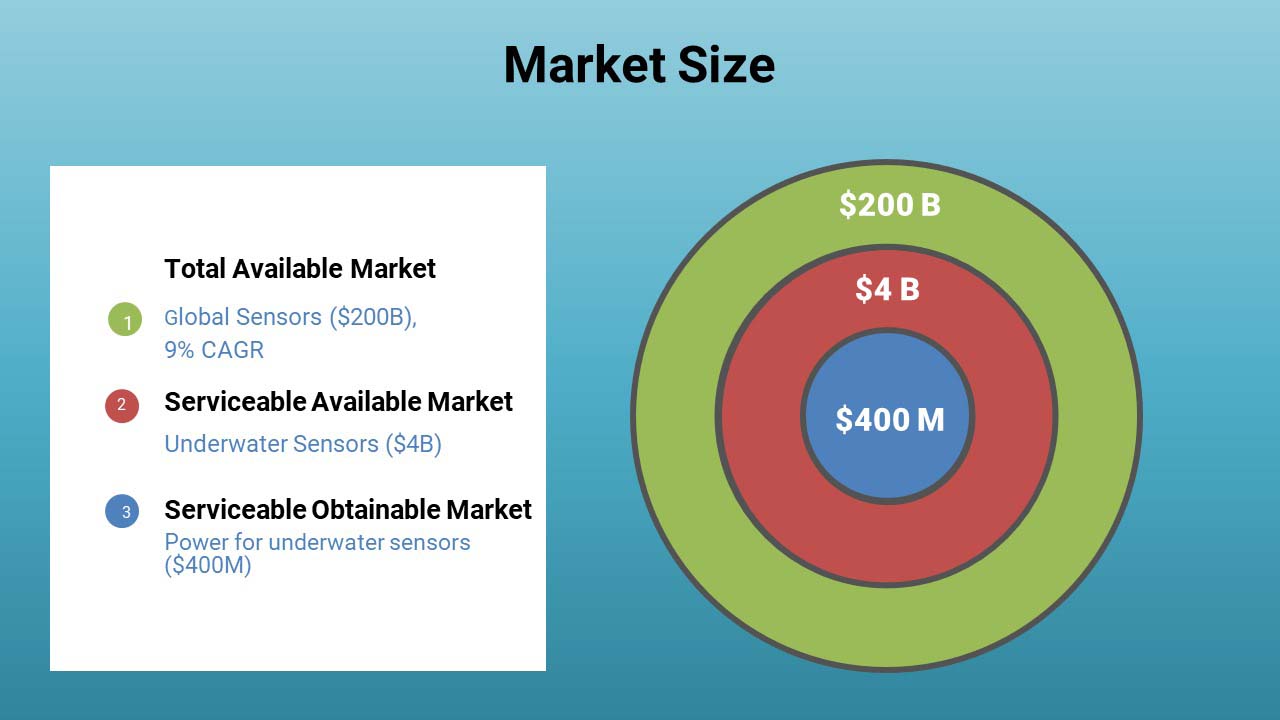 Market Size
Total Available Market
1
Global Sensors ($200B),
9% CAGR
2
Serviceable Available Market
Underwater Sensors ($4B)
3
Serviceable Obtainable Market
Power for underwater sensors
($400M)
$200 B
$4 B
$400 M